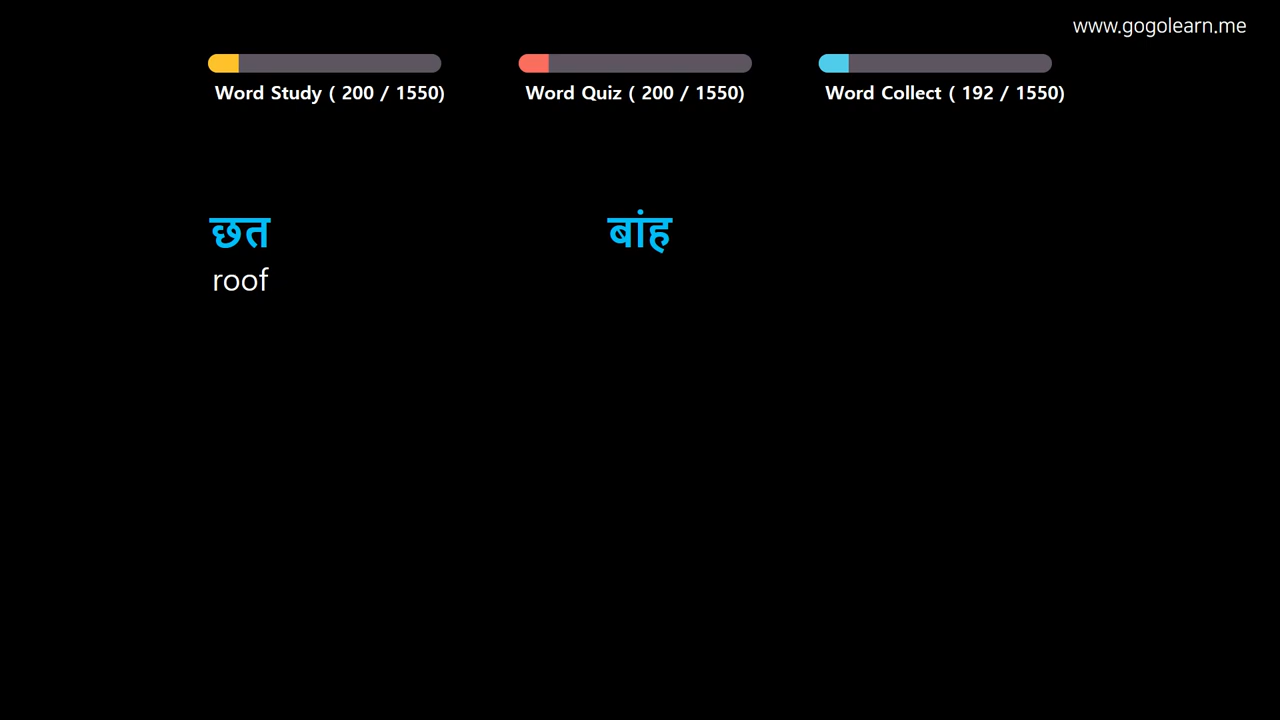 www.gogolearn.me
Word Study ( 200 / 1550)
Word Quiz ( 200 / 1550)
Word Collect ( 192 / 1550)
छत
roof
बांह